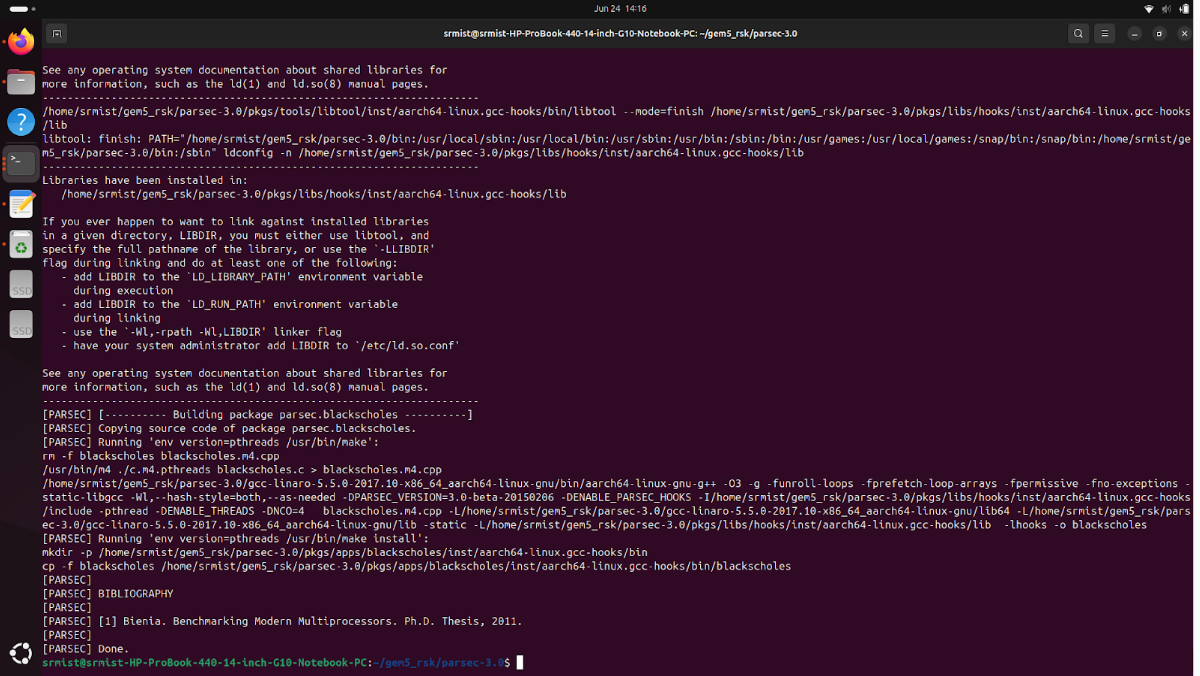 Jun 24 14:16
srmist@srmist-HP-ProBook-440-14-inch-G10-Notebook-PC: ~/gem5_rsk/parsec-3.0
See any operating system documentation about shared libraries for
more information, such as the ld(1) and ld.so(8) manual pages.
----------------------------------------------------------------------
/home/srmist/gem5_rsk/parsec-3.0/pkgs/tools/libtool/inst/aarch64-linux.gcc-hooks/bin/libtool --mode=finish /home/srmist/gem5_rsk/parsec-3.0/pkgs/libs/hooks/inst/aarch64-linux.gcc-hooks
/lib
libtool: finish: PATH="/home/srmist/gem5_rsk/parsec-3.0/bin:/usr/local/sbin:/usr/local/bin:/usr/sbin:/usr/bin:/sbin:/bin:/usr/games:/usr/local/games:/snap/bin:/snap/bin:/home/srmist/ge
m5_rsk/parsec-3.0/bin:/sbin" ldconfig -n /home/srmist/gem5_rsk/parsec-3.0/pkgs/libs/hooks/inst/aarch64-linux.gcc-hooks/lib
----------------------------------------------------------------------
Libraries have been installed in:
   /home/srmist/gem5_rsk/parsec-3.0/pkgs/libs/hooks/inst/aarch64-linux.gcc-hooks/lib
If you ever happen to want to link against installed libraries
in a given directory, LIBDIR, you must either use libtool, and
specify the full pathname of the library, or use the `-LLIBDIR'
flag during linking and do at least one of the following:
   - add LIBDIR to the `LD_LIBRARY_PATH' environment variable
     during execution
   - add LIBDIR to the `LD_RUN_PATH' environment variable
     during linking
   - use the `-Wl,-rpath -Wl,LIBDIR' linker flag
   - have your system administrator add LIBDIR to `/etc/ld.so.conf'
See any operating system documentation about shared libraries for
more information, such as the ld(1) and ld.so(8) manual pages.
----------------------------------------------------------------------
[PARSEC] [---------- Building package parsec.blackscholes ----------]
[PARSEC] Copying source code of package parsec.blackscholes.
[PARSEC] Running 'env version=pthreads /usr/bin/make':
rm -f blackscholes blackscholes.m4.cpp
/usr/bin/m4 ./c.m4.pthreads blackscholes.c > blackscholes.m4.cpp
/home/srmist/gem5_rsk/parsec-3.0/gcc-linaro-5.5.0-2017.10-x86_64_aarch64-linux-gnu/bin/aarch64-linux-gnu-g++ -O3 -g -funroll-loops -fprefetch-loop-arrays -fpermissive -fno-exceptions -
static-libgcc -Wl,--hash-style=both,--as-needed -DPARSEC_VERSION=3.0-beta-20150206 -DENABLE_PARSEC_HOOKS -I/home/srmist/gem5_rsk/parsec-3.0/pkgs/libs/hooks/inst/aarch64-linux.gcc-hooks
/include -pthread -DENABLE_THREADS -DNCO=4   blackscholes.m4.cpp -L/home/srmist/gem5_rsk/parsec-3.0/gcc-linaro-5.5.0-2017.10-x86_64_aarch64-linux-gnu/lib64 -L/home/srmist/gem5_rsk/pars
ec-3.0/gcc-linaro-5.5.0-2017.10-x86_64_aarch64-linux-gnu/lib -static -L/home/srmist/gem5_rsk/parsec-3.0/pkgs/libs/hooks/inst/aarch64-linux.gcc-hooks/lib  -lhooks -o blackscholes
[PARSEC] Running 'env version=pthreads /usr/bin/make install':
mkdir -p /home/srmist/gem5_rsk/parsec-3.0/pkgs/apps/blackscholes/inst/aarch64-linux.gcc-hooks/bin
cp -f blackscholes /home/srmist/gem5_rsk/parsec-3.0/pkgs/apps/blackscholes/inst/aarch64-linux.gcc-hooks/bin/blackscholes
[PARSEC]
[PARSEC] BIBLIOGRAPHY
[PARSEC]
[PARSEC] [1] Bienia. Benchmarking Modern Multiprocessors. Ph.D. Thesis, 2011.
[PARSEC]
[PARSEC] Done.
srmist@srmist-HP-ProBook-440-14-inch-G10-Notebook-PC:~/gem5_rsk/parsec-3.0$
SSD
SSD